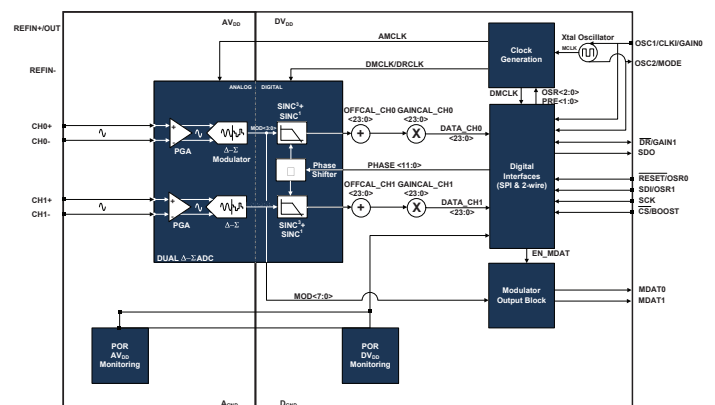 REFIN+/OUT
AV_DD
DV_DD
AMCLK
Xtal Oscillator
MCLK
OSC1/CLKI/GAIN0
OSC2/MODE
Clock
Generation
REFIN-
DMCLK/DRCLK
DMCLK
OSR<2:0>
PRE<1:0>
ANALOG
DIGITAL
SINC³+
SINC¹
CH0+
CH0-
PGA
Δ-Σ
Modulator
MOD<3:0>
OFFCAL_CH0
<23:0>
GAINCAL_CH0
<23:0>
+
X
DATA_CH0
<23:0>
Phase
Shifter
PHASE <11:0>
Digital
Interfaces
(SPI & 2-wire)
DR/GAIN1
SDO
RESET/OSR0
SDI/OSR1
SCK
CS/BOOST
CH1+
CH1-
PGA
Δ-Σ
SINC³+
SINC¹
OFFCAL_CH1
<23:0>
GAINCAL_CH1
<23:0>
+
X
DATA_CH1
<23:0>
DUAL Δ-Σ ADC
EN_MDAT
MOD<7:0>
Modulator
Output Block
MDAT0
MDAT1
POR
AV_DD
Monitoring
POR
DV_DD
Monitoring
A_GND
D_GND